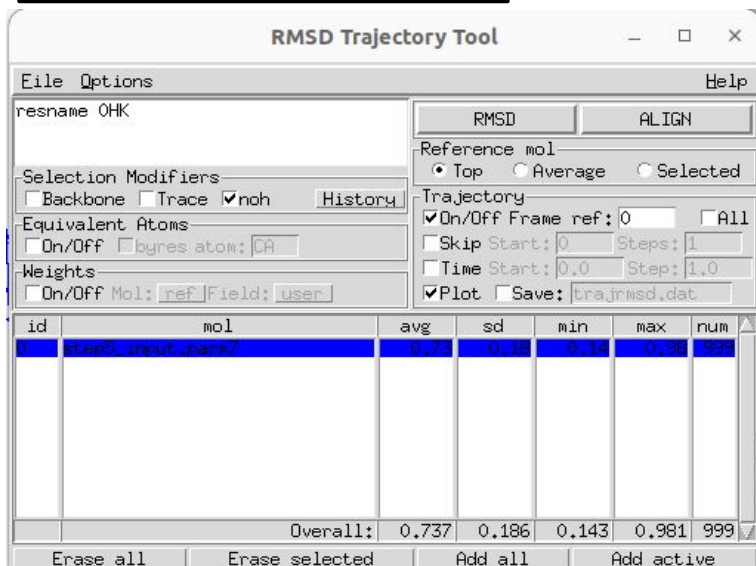 RMSD Trajectory Tool
File Options Help
resname OHK
RMSD ALIGN
Reference mol
Top Average Selected
Selection Modifiers
Backbone Trace noh History
Trajectory
On/Off Frame ref: 0 All
Equivalent Atoms
On/Off byres atom: CA
Skip Start: 0 Steps: 1
Weights
Time Start: 0.0 Step: 1.0
On/Off Mol: ref Field: user
Plot Save: trajrmsd.dat
id mol avg sd min max num
0 step5_input.parm7 0.73 0.18 0.14 0.98 999
Overall: 0.737 0.186 0.143 0.981 999
Erase all Erase selected Add all Add active